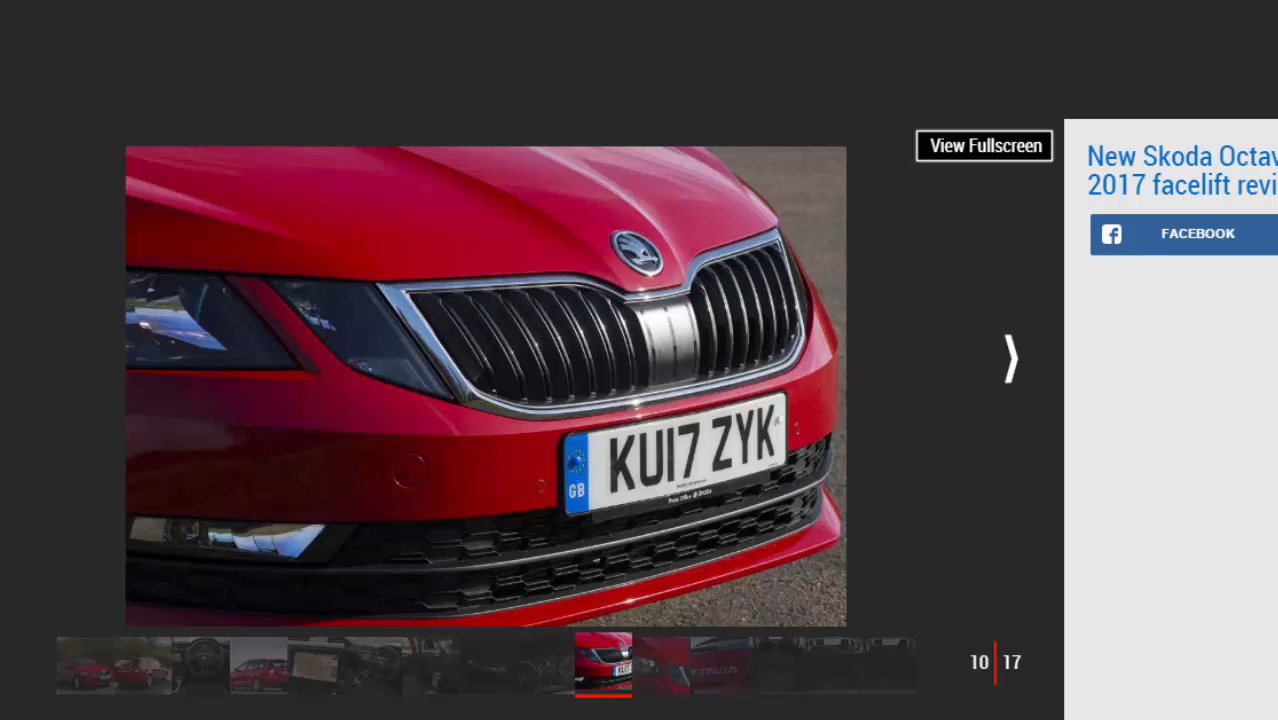 View Fullscreen
New Skoda Octav
2017 facelift revi
FACEBOOK
KU17 ZYK
GB
10 17